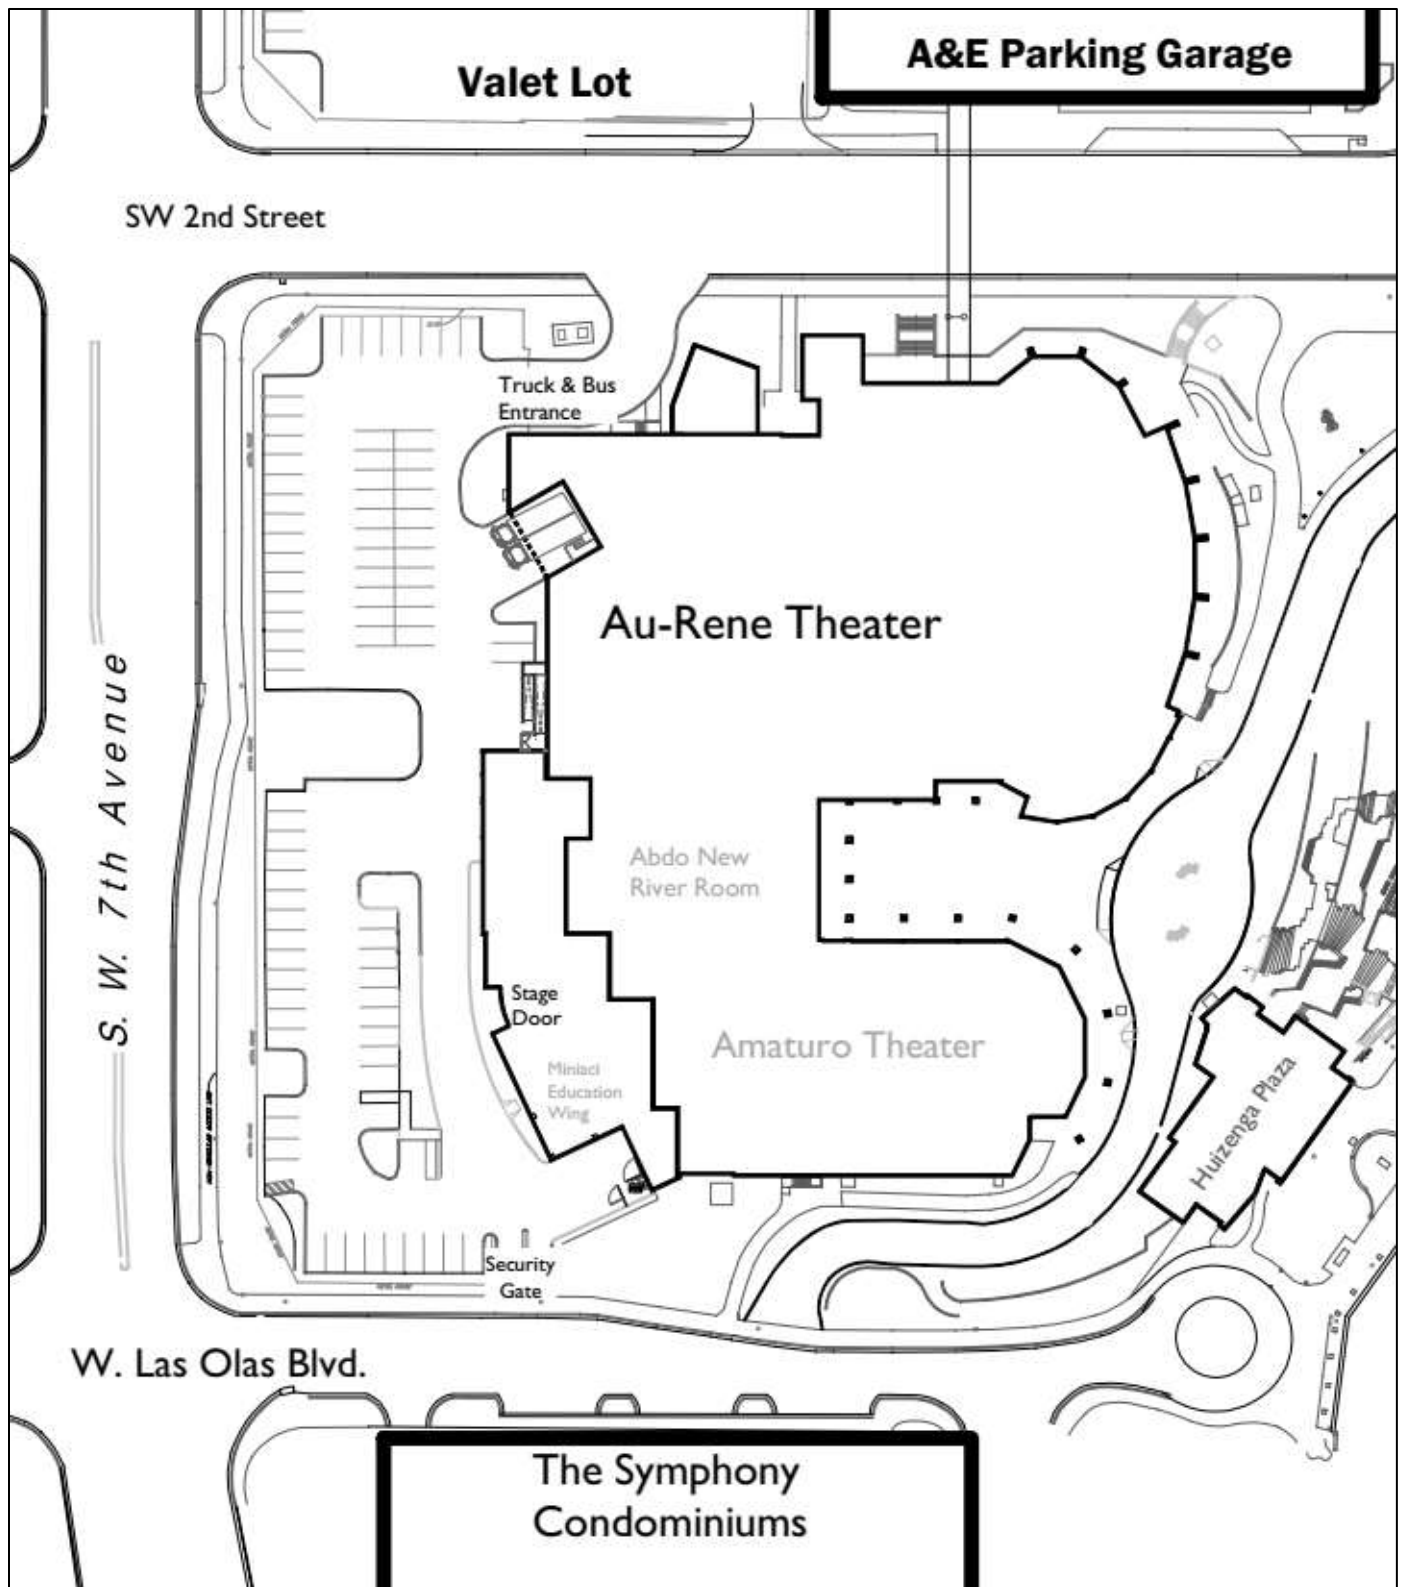 Valet Lot
A&E Parking Garage
SW 2nd Street
Truck & Bus
Entrance
Au-Rene Theater
S. W. 7th Avenue
Abdo New
River Room
Stage
Door
Amaturo Theater
Miniaci
Education
Wing
Huizenga Plaza
Security
Gate
W. Las Olas Blvd.
The Symphony
Condominiums